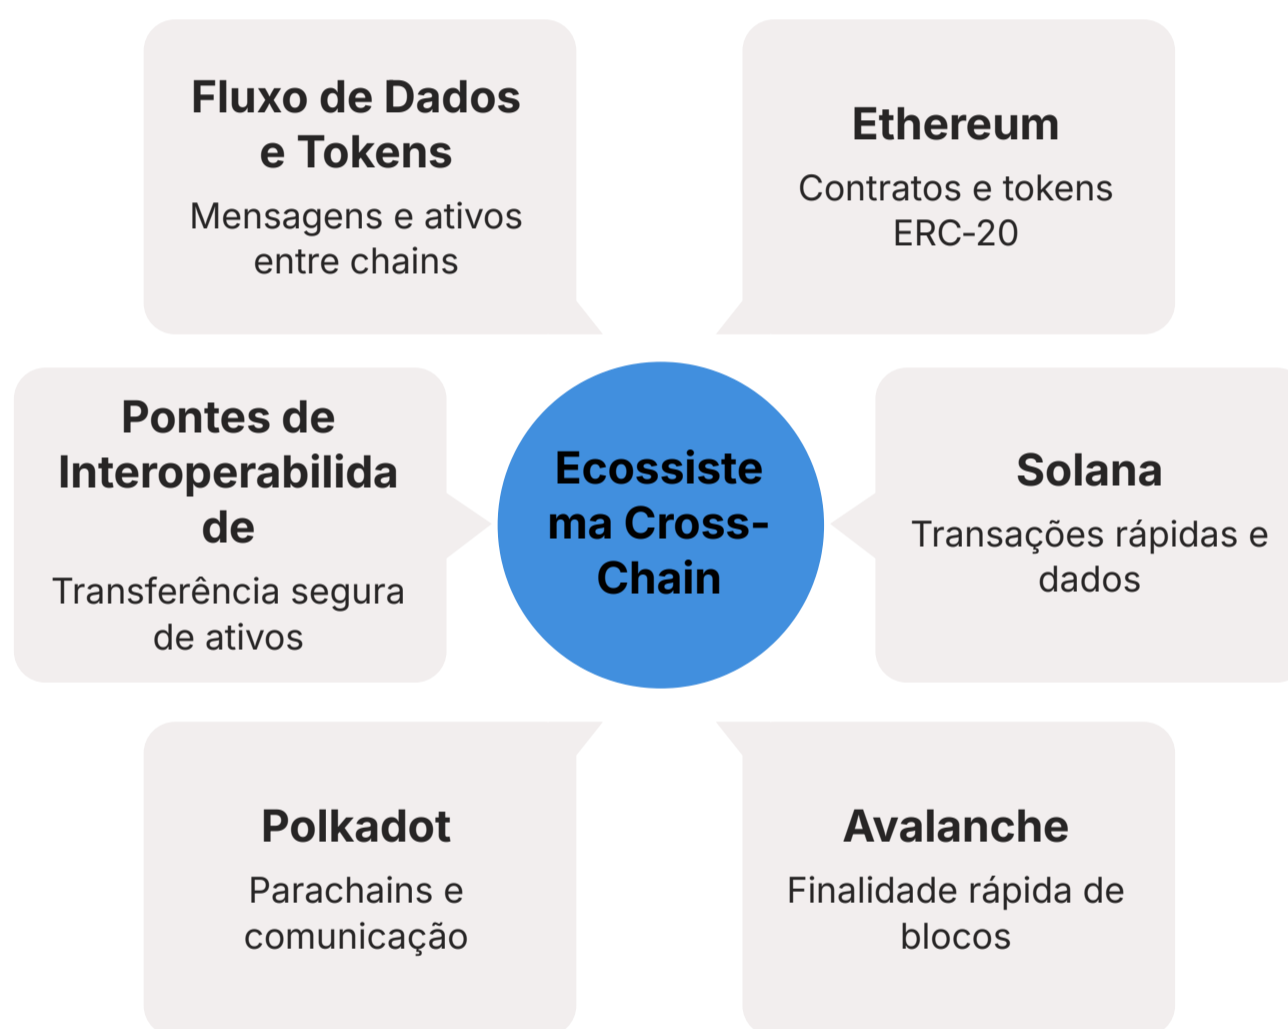 Fluxo de Dados
e Tokens
Mensagens e ativos
entre chains
Ethereum
Contratos e tokens
ERC-20
Pontes de
Interoperabilida
de
Transferência segura
de ativos
Ecossiste
ma Cross-
Chain
Solana
Transações rápidas e
dados
Polkadot
Parachains e
comunicação
Avalanche
Finalidade rápida de
blocos